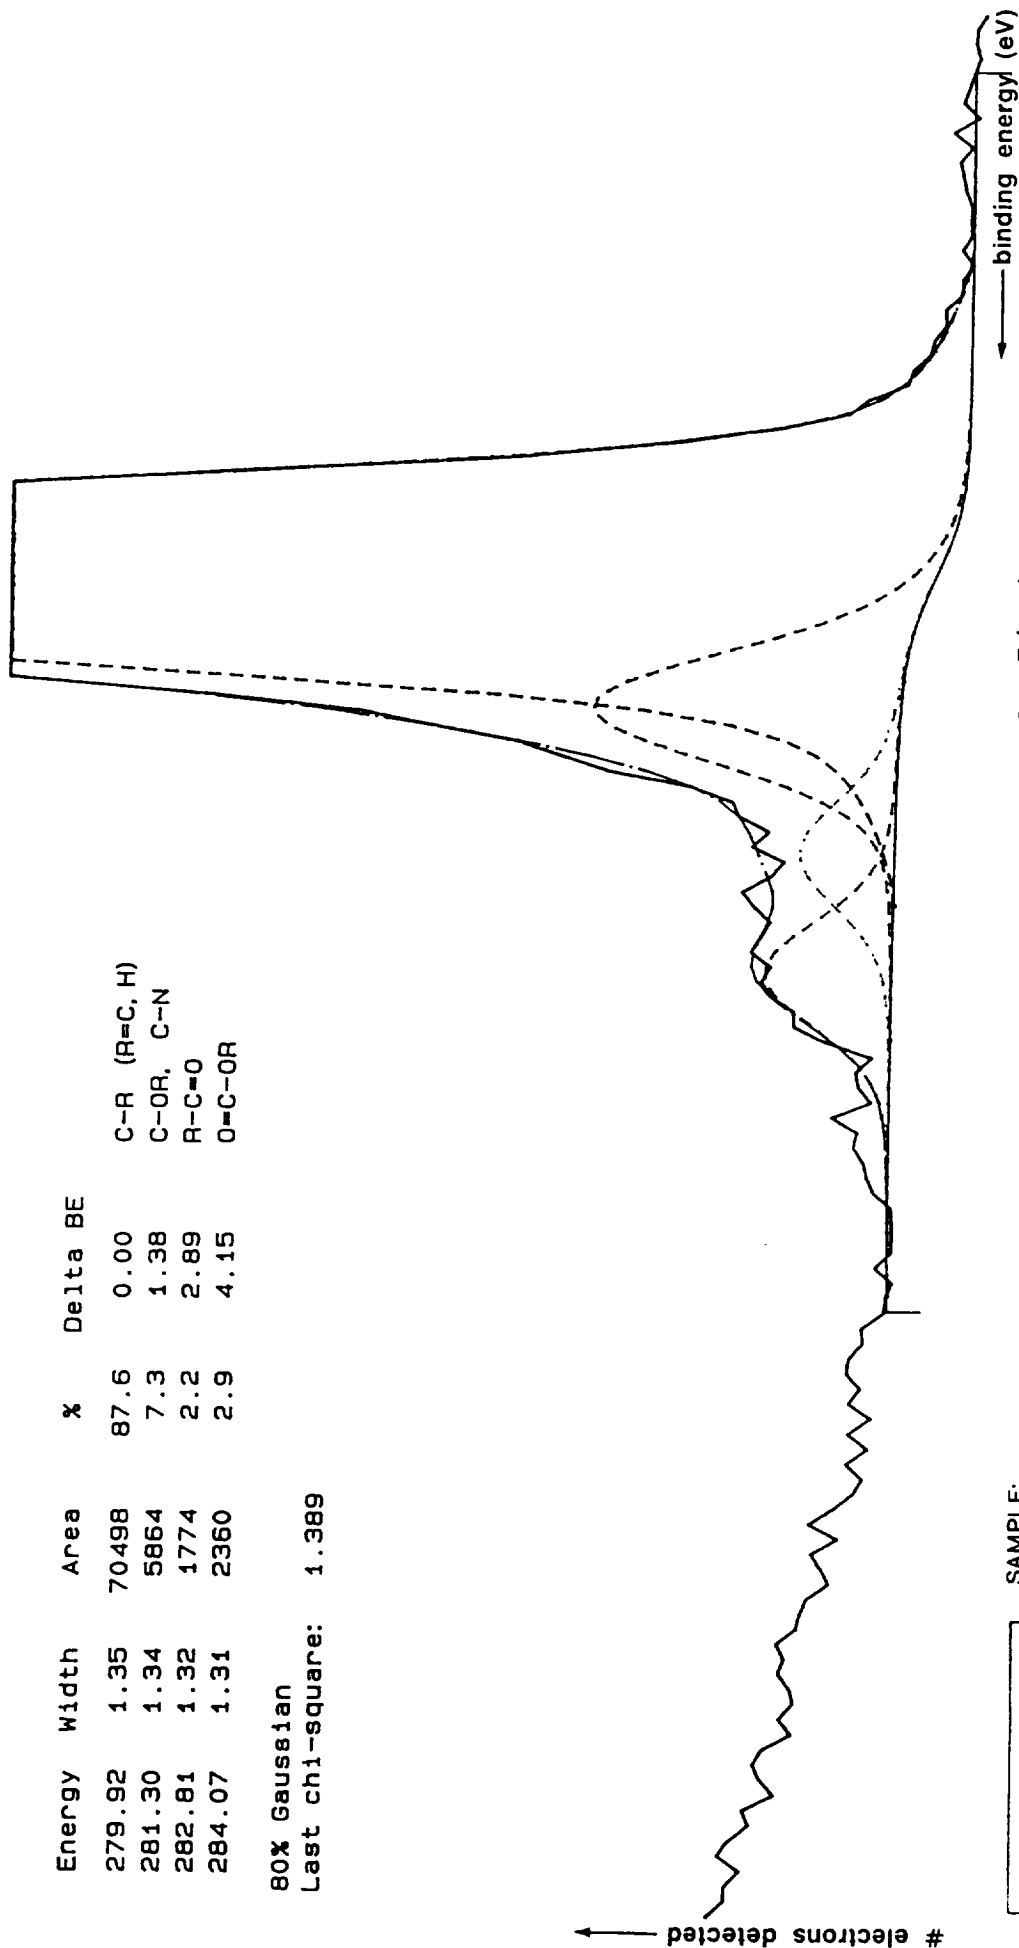 Energy Width Area % Delta BE
279.92 1.35 70498 87.6 0.00 C-R (R=C, H)
281.30 1.34 5864 7.3 1.38 C-OR, C-N
282.81 1.32 1774 2.2 2.89 R-C=O
284.07 1.31 2360 2.9 4.15 O=C-OR
80% Gaussian
Last chi-square: 1.389
# electrons detected
binding energy (eV)
SAMPLE: